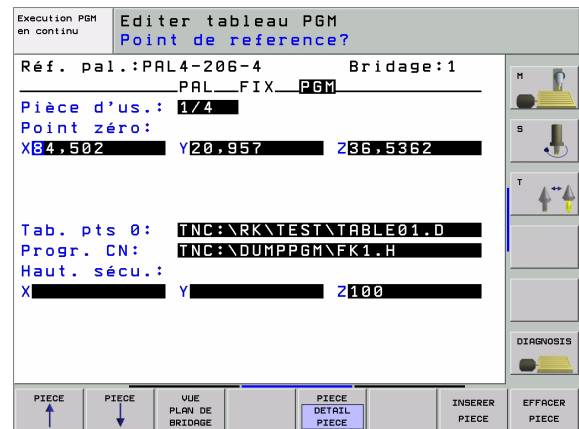 Execution PGM
en continu
Editer tableau PGM
Point de reference?
Réf. pal.:PAL4-206-4 Bridage:1
PAL FIX PGM
Pièce d'us.: 1/4
Point zéro:
X84,502 Y20,957 Z36,5362
Tab. pts 0: TNC:\RK\TEST\TABLE01.D
Progr. CN: TNC:\DUMPPGM\FK1.H
Haut. sécu.:
X Y Z100
M
S
T
DIAGNOSIS
PIECE
PIECE
VUE
PLAN DE
BRIDAGE
PIECE
DETAIL
PIECE
INSERER
PIECE
EFFACER
PIECE